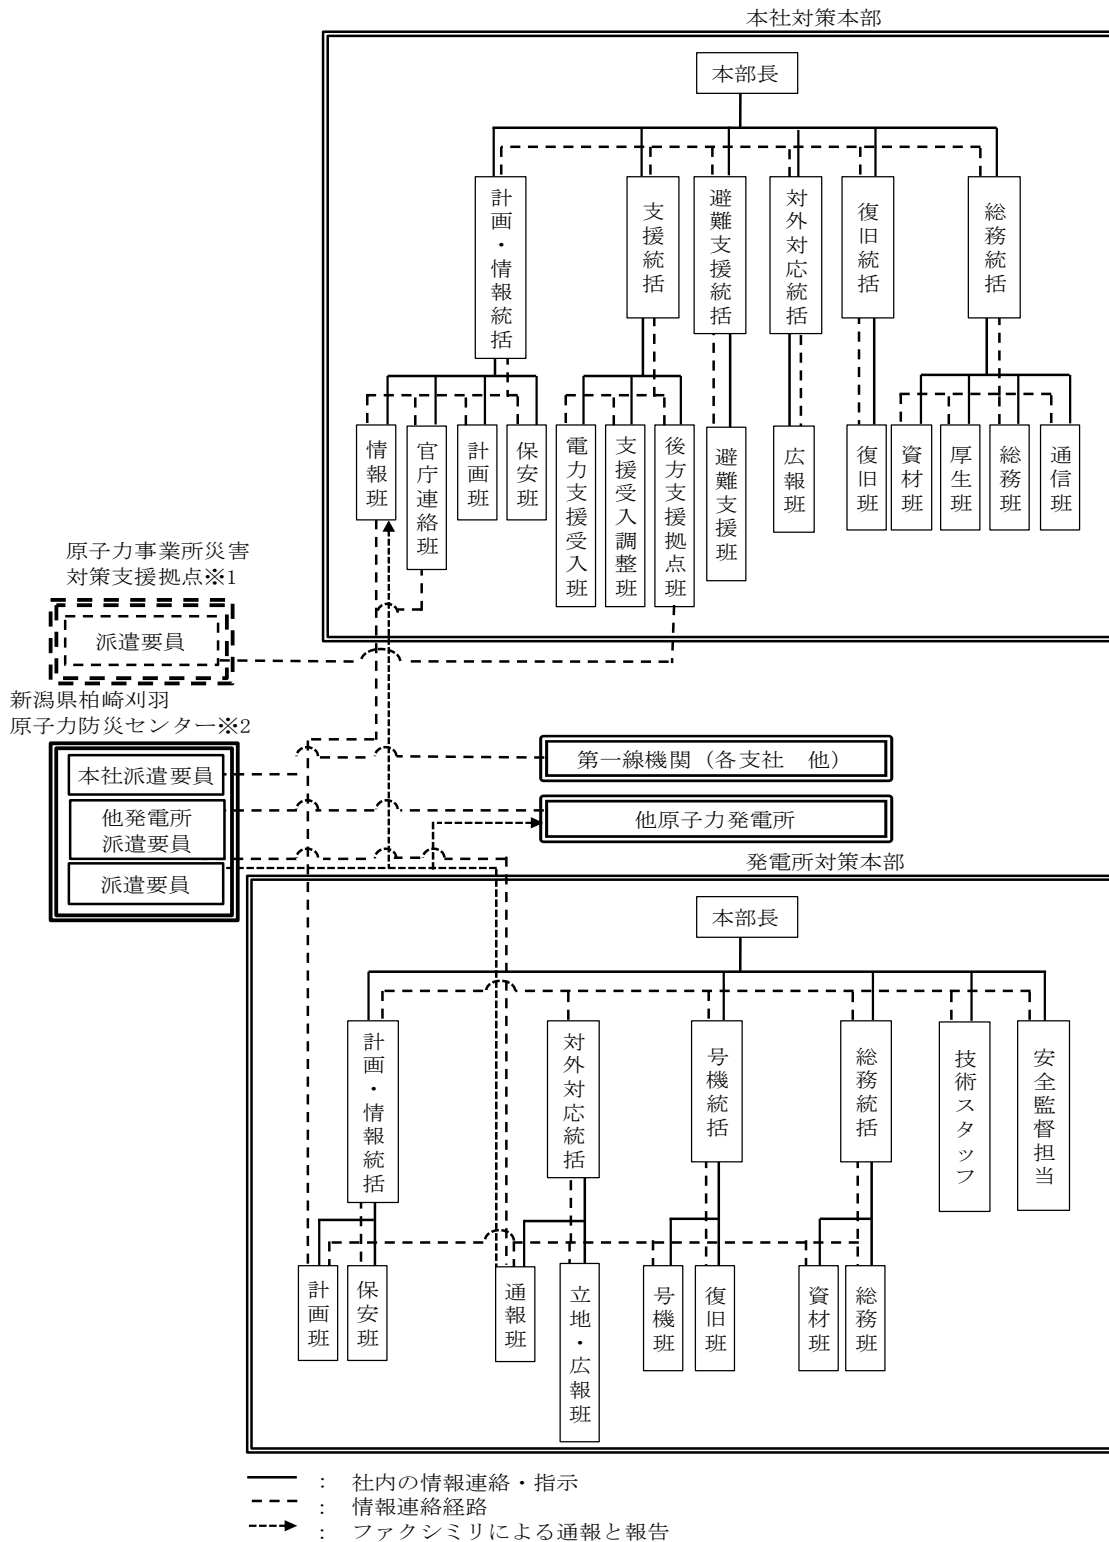 本社対策本部
本部長
計画・情報統括
支援統括
避難支援統括
対外対応統括
復旧統括
総務統括
情報班
官庁連絡班
計画班
保安班
電力支援受入班
支援受入調整班
後方支援拠点班
避難支援班
広報班
復旧班
資材班
厚生班
総務班
通信班
原子力事業所災害
対策支援拠点※1
派遣要員
新潟県柏崎刈羽
原子力防災センター※2
本社派遣要員
他発電所
派遣要員
派遣要員
第一線機関（各支社　他）
他原子力発電所
発電所対策本部
本部長
計画・情報統括
対外対応統括
号機統括
総務統括
技術スタッフ
安全監督担当
計画班
保安班
通報班
立地・広報班
号機班
復旧班
資材班
総務班
： 社内の情報連絡・指示
： 情報連絡経路
： ファクシミリによる通報と報告